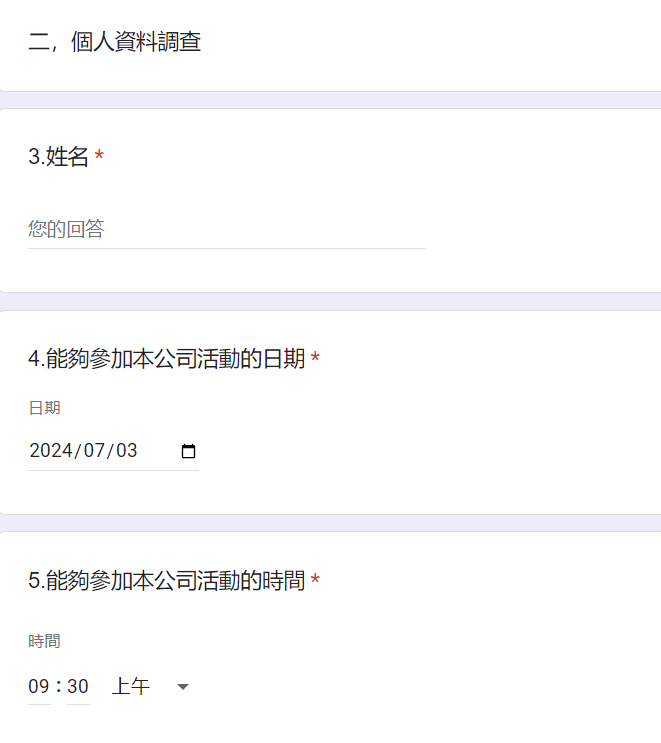 二，個人資料調查
3.姓名 *
您的回答
4.能夠參加本公司活動的日期 *
日期
2024/07/03
5.能夠參加本公司活動的時間 *
時間
09 : 30 上午